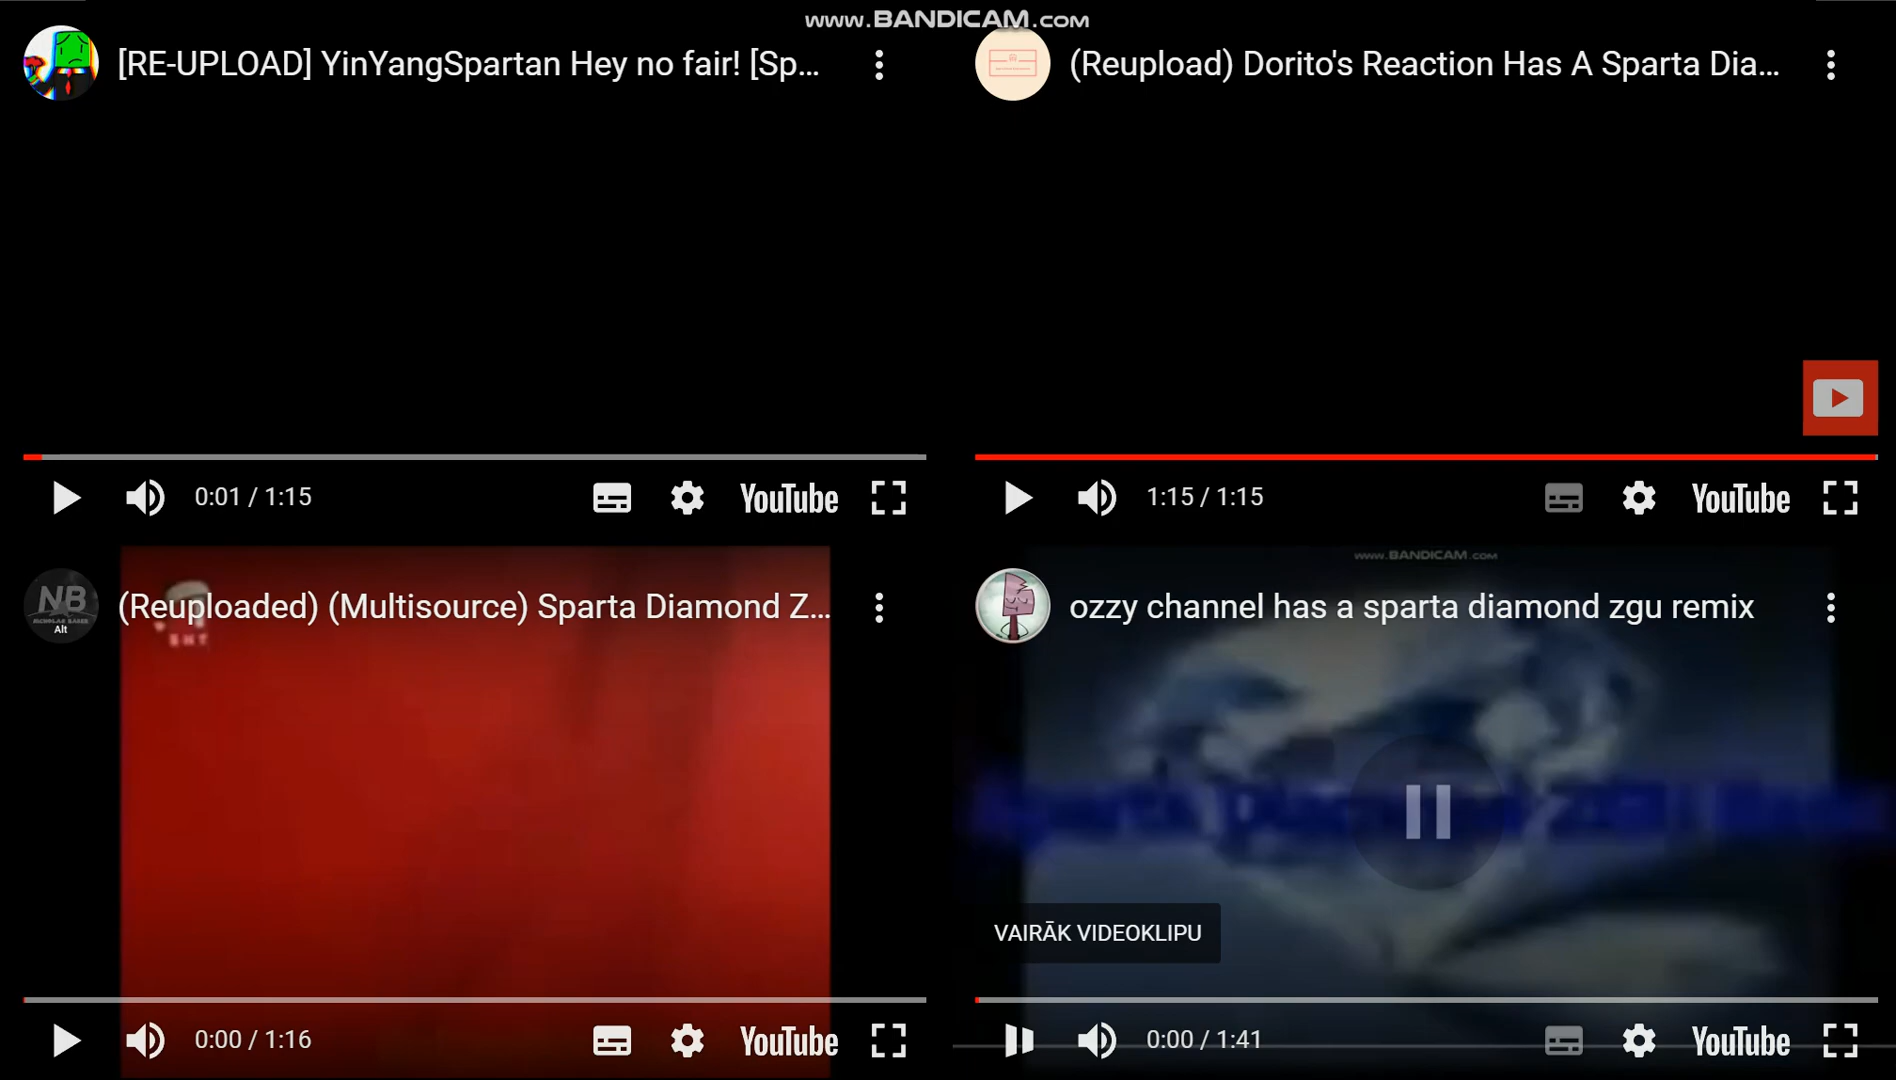 www.BANDICAM.com
[RE-UPLOAD] YinYangSpartan Hey no fair! [Sp...
(Reupload) Dorito's Reaction Has A Sparta Dia...
0:01 / 1:15
YouTube
1:15 / 1:15
YouTube
www.BANDICAM.com
NB
Alt
(Reuploaded) (Multisource) Sparta Diamond Z...
ozzy channel has a sparta diamond zgu remix
VAIRĀK VIDEOKLIPU
0:00 / 1:16
YouTube
0:00 / 1:41
YouTube